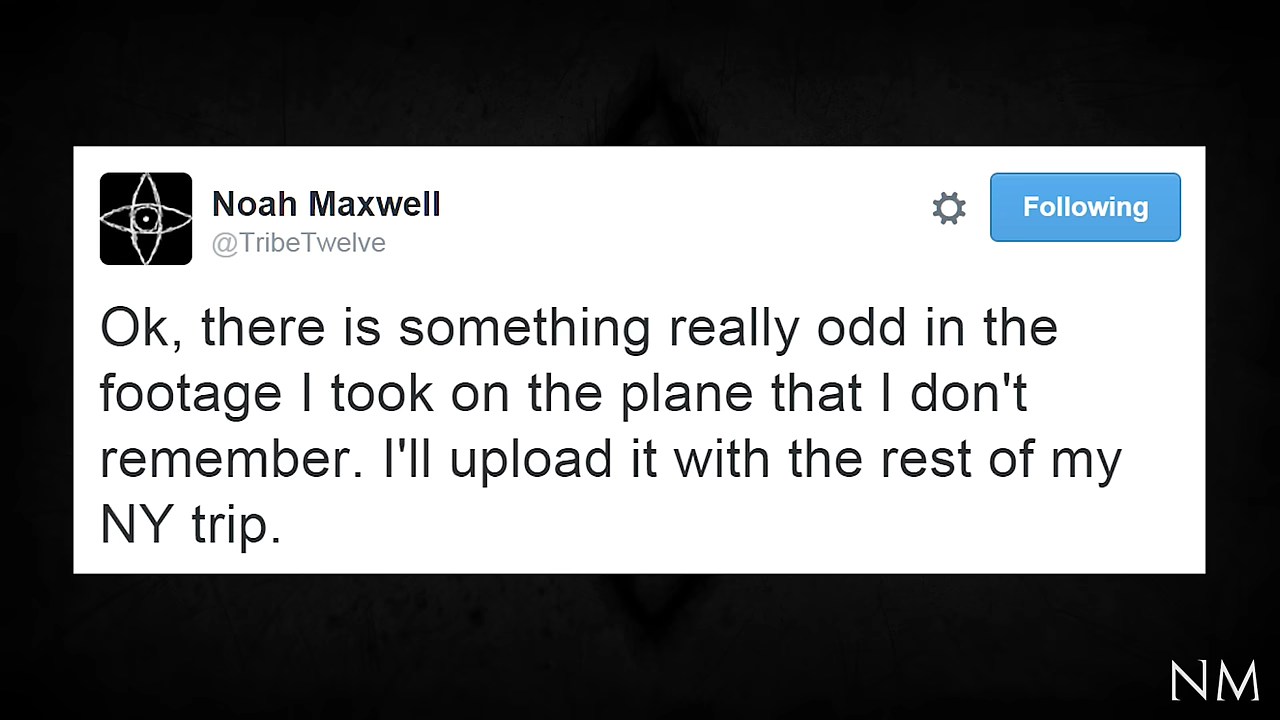 Noah Maxwell
@TribeTwelve
Following
Ok, there is something really odd in the
footage I took on the plane that I don't
remember. I'll upload it with the rest of my
NY trip.
NM